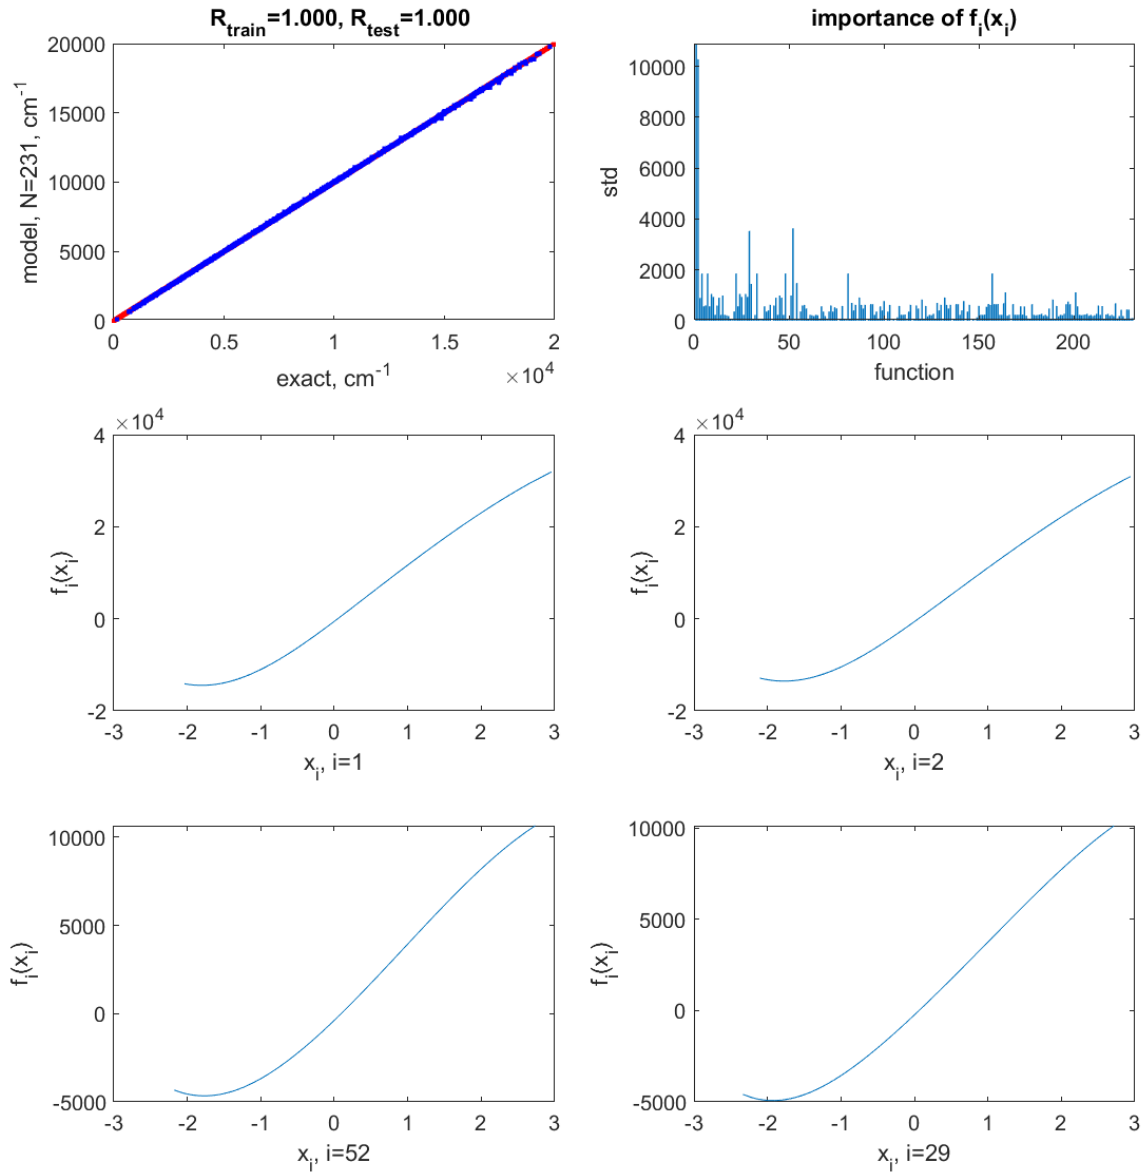 R_train=1.000, R_test=1.000
20000
15000
10000
5000
0
model, N=231, cm^-1
0 0.5 1 1.5 2
×10^4
exact, cm^-1
importance of f_i(x_i)
10000
8000
6000
4000
2000
0
std
0 50 100 150 200
function
×10^4
4
2
0
-2
f_i(x_i)
-3 -2 -1 0 1 2 3
x_i, i=1
×10^4
4
2
0
-2
f_i(x_i)
-3 -2 -1 0 1 2 3
x_i, i=2
10000
5000
0
-5000
f_i(x_i)
-3 -2 -1 0 1 2 3
x_i, i=52
10000
5000
0
-5000
f_i(x_i)
-3 -2 -1 0 1 2 3
x_i, i=29